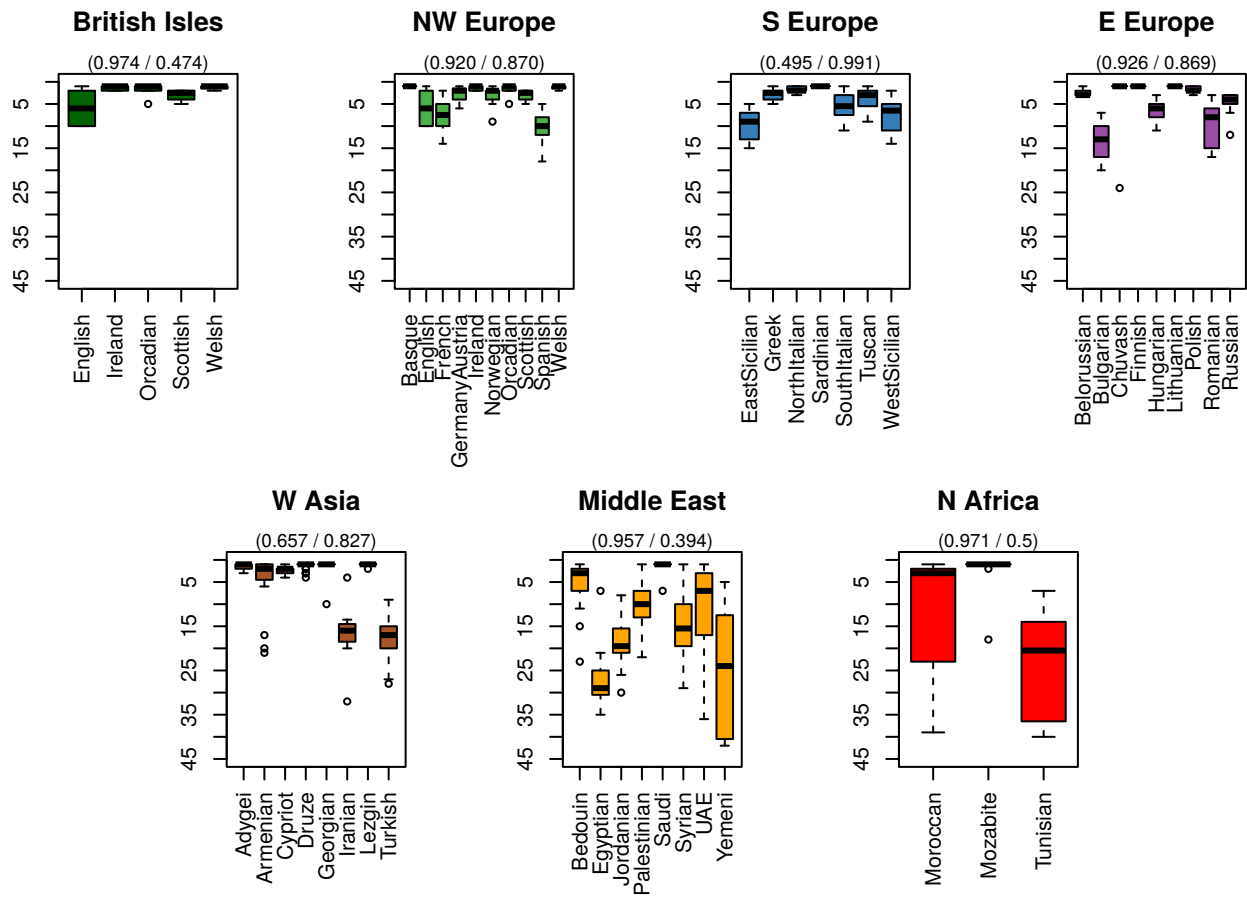 British Isles
(0.974 / 0.474)
5
15
25
35
45
English
Ireland
Orcadian
Scottish
Welsh
NW Europe
(0.920 / 0.870)
5
15
25
35
45
Basque
English
French
GermanyAustria
Ireland
Norwegian
Orcadian
Scottish
Spanish
Welsh
S Europe
(0.495 / 0.991)
5
15
25
35
45
EastSicilian
Greek
NorthItalian
Sardinian
SouthItalian
Tuscan
WestSicilian
E Europe
(0.926 / 0.869)
5
15
25
35
45
Belorussian
Bulgarian
Chuvash
Finnish
Hungarian
Lithuanian
Polish
Romanian
Russian
W Asia
(0.657 / 0.827)
5
15
25
35
45
Adygei
Armenian
Cypriot
Druze
Georgian
Iranian
Lezgin
Turkish
Middle East
(0.957 / 0.394)
5
15
25
35
45
Bedouin
Egyptian
Jordanian
Palestinian
Saudi
Syrian
UAE
Yemeni
N Africa
(0.971 / 0.5)
5
15
25
35
45
Moroccan
Mozabite
Tunisian